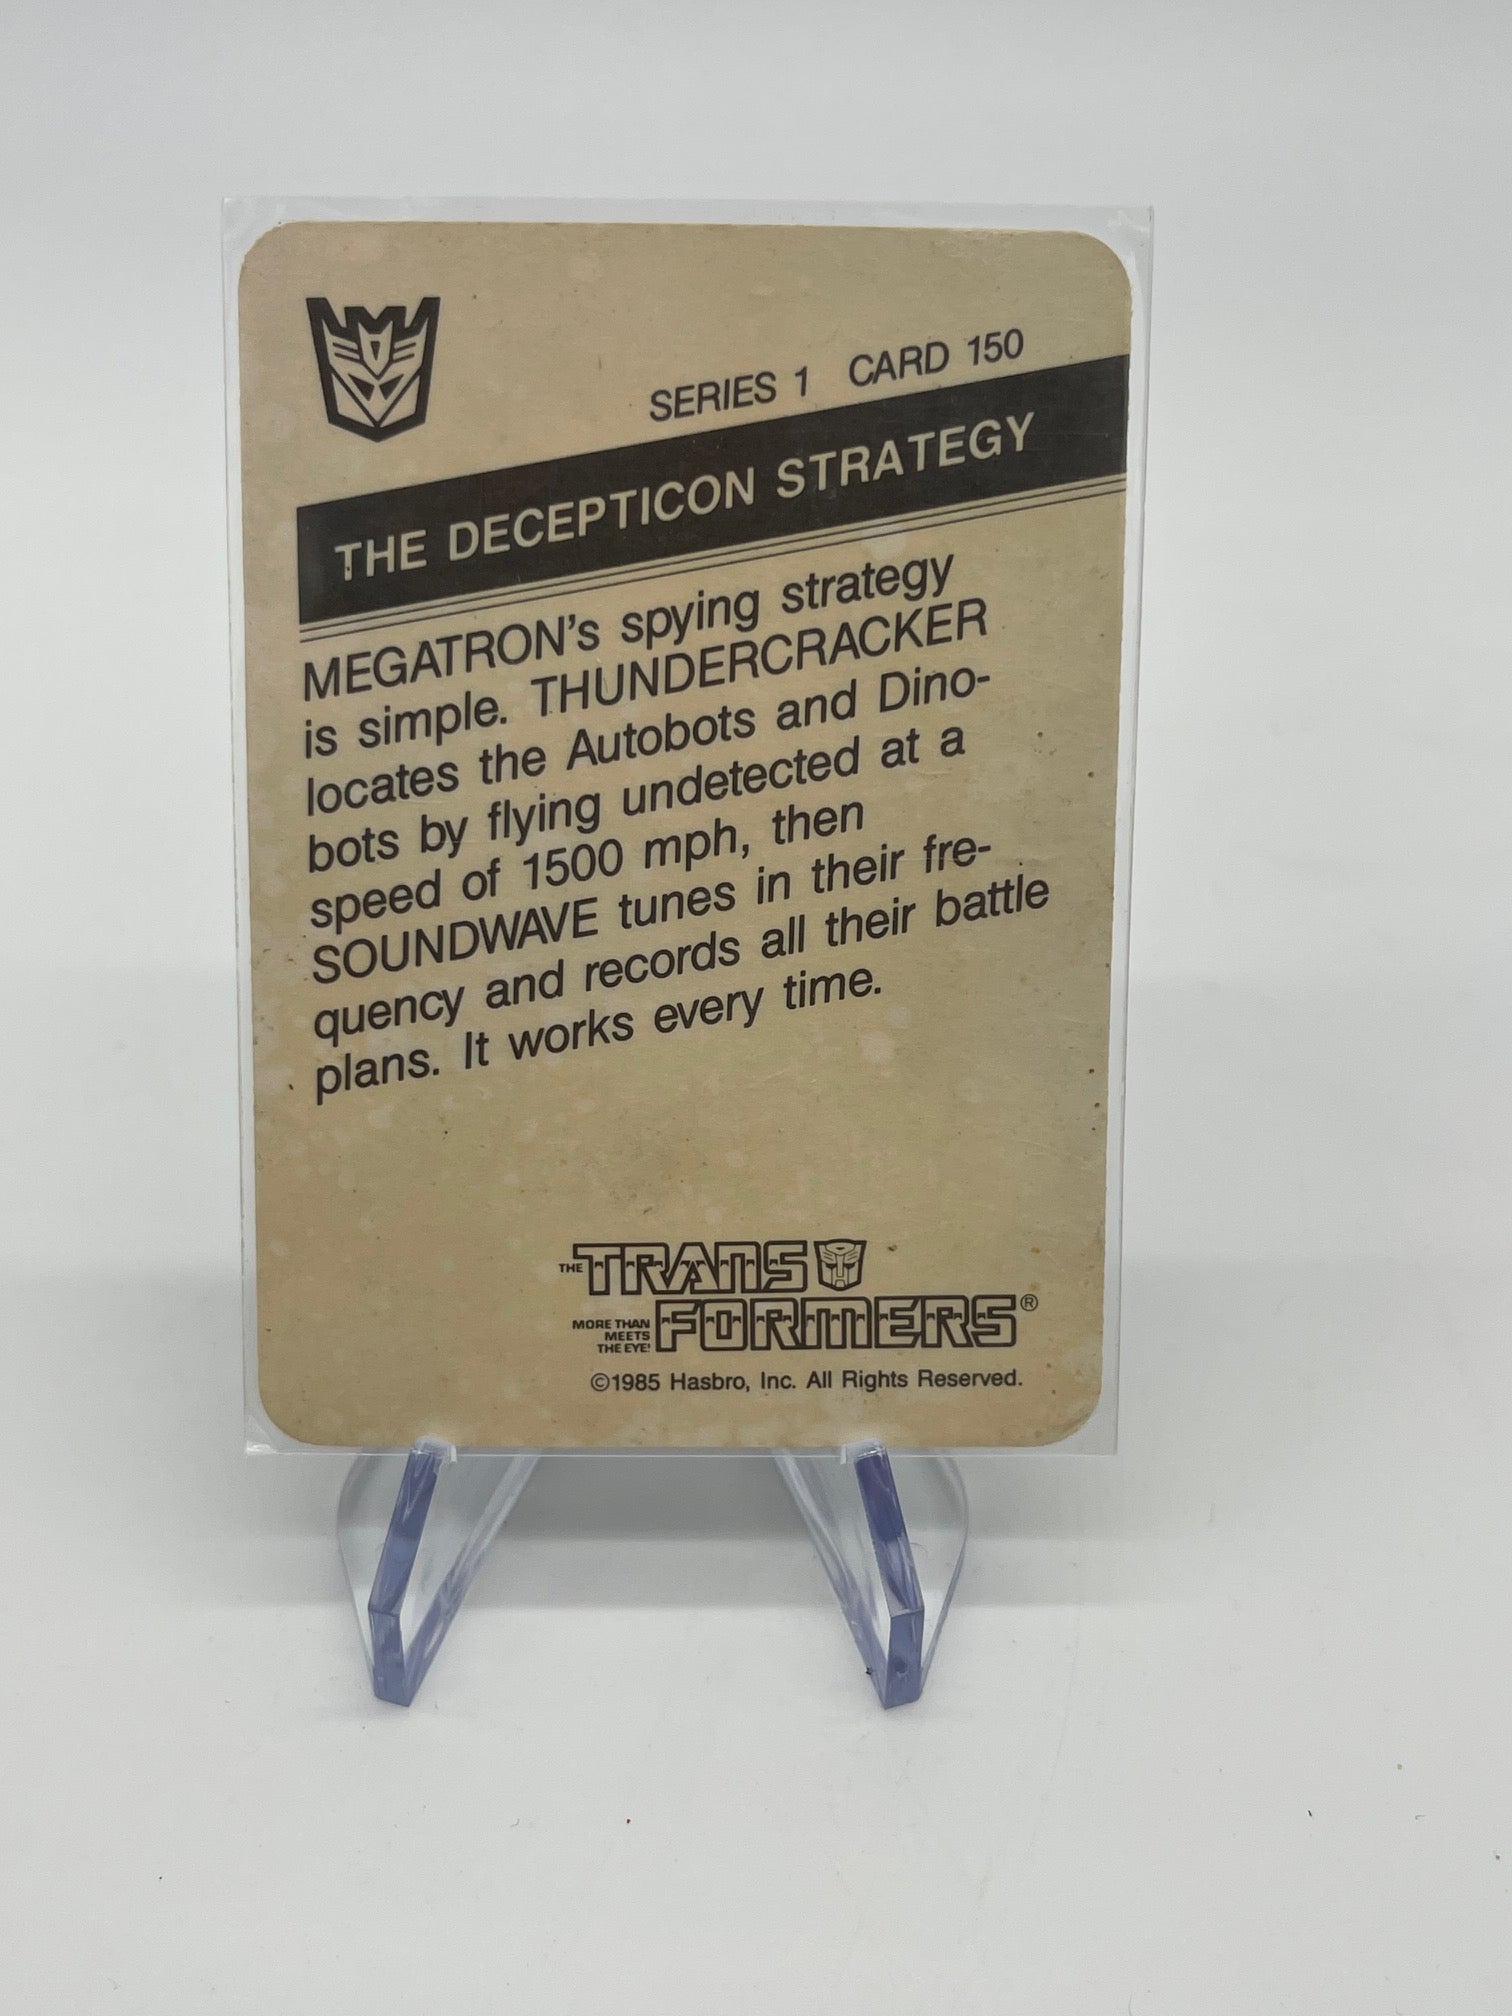 SERIES 1 CARD 150
THE DECEPTICON STRATEGY
MEGATRON's spying strategy
is simple. THUNDERCRACKER
locates the Autobots and Dino-
bots by flying undetected at a
speed of 1500 mph, then
SOUNDWAVE tunes in their fre-
quency and records all their battle
plans. It works every time.
THE TRANS
FORMERS®
MORE THAN
MEETS
THE EYE!
©1985 Hasbro, Inc. All Rights Reserved.